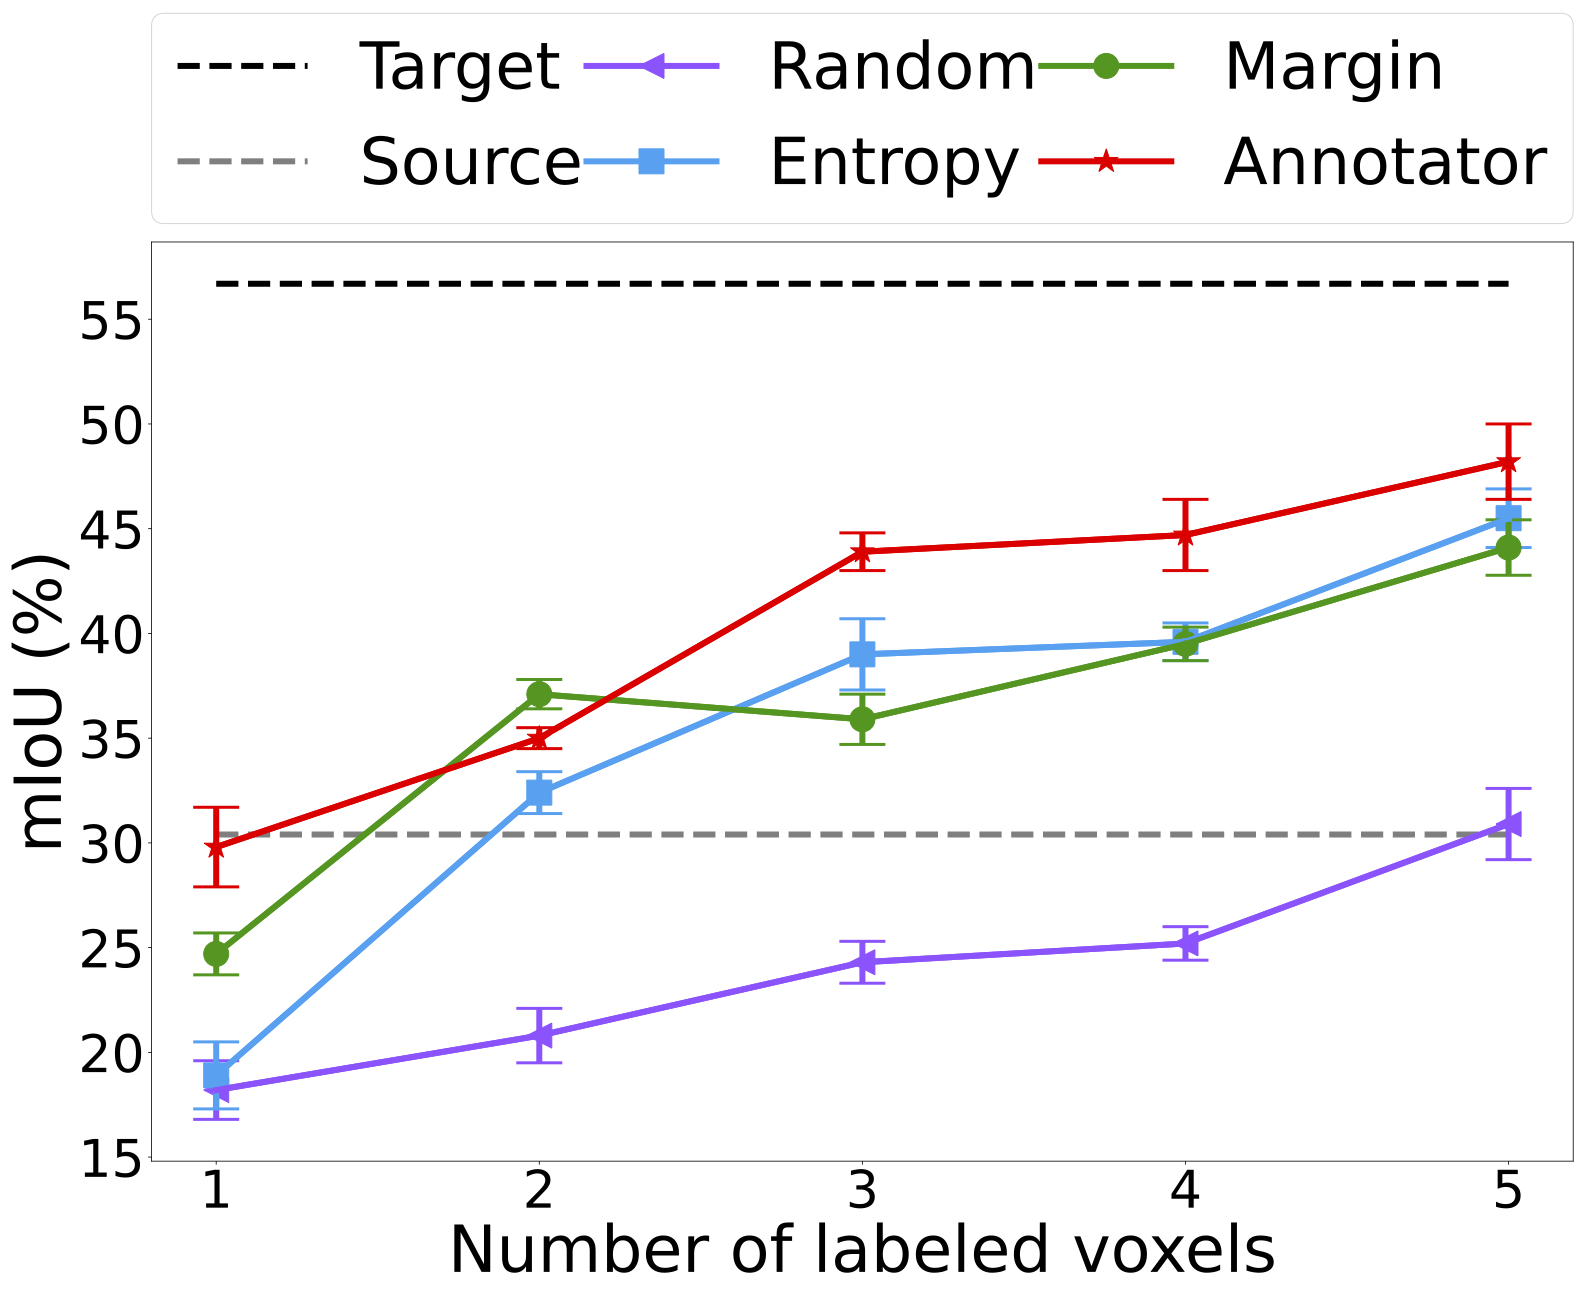 Target
Random
Margin
Source
Entropy
Annotator
55
50
45
40
35
30
25
20
15
mIoU (%)
1 2 3 4 5
Number of labeled voxels